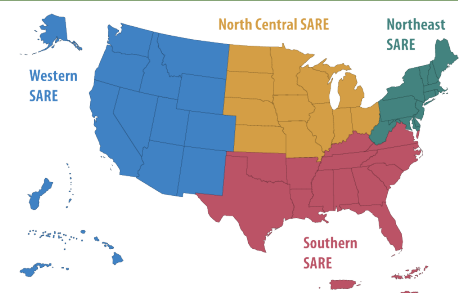 North Central SARE
Northeast
SARE
Western
SARE
Southern
SARE